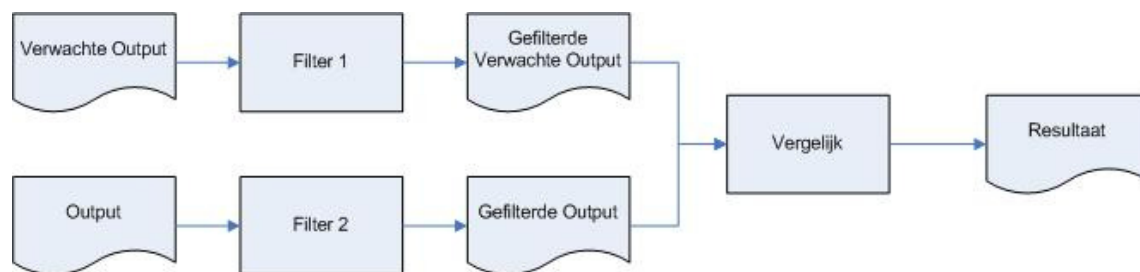 Verwachte Output
Filter 1
Gefilterde
Verwachte Output
Vergelijk
Resultaat
Output
Filter 2
Gefilterde Output